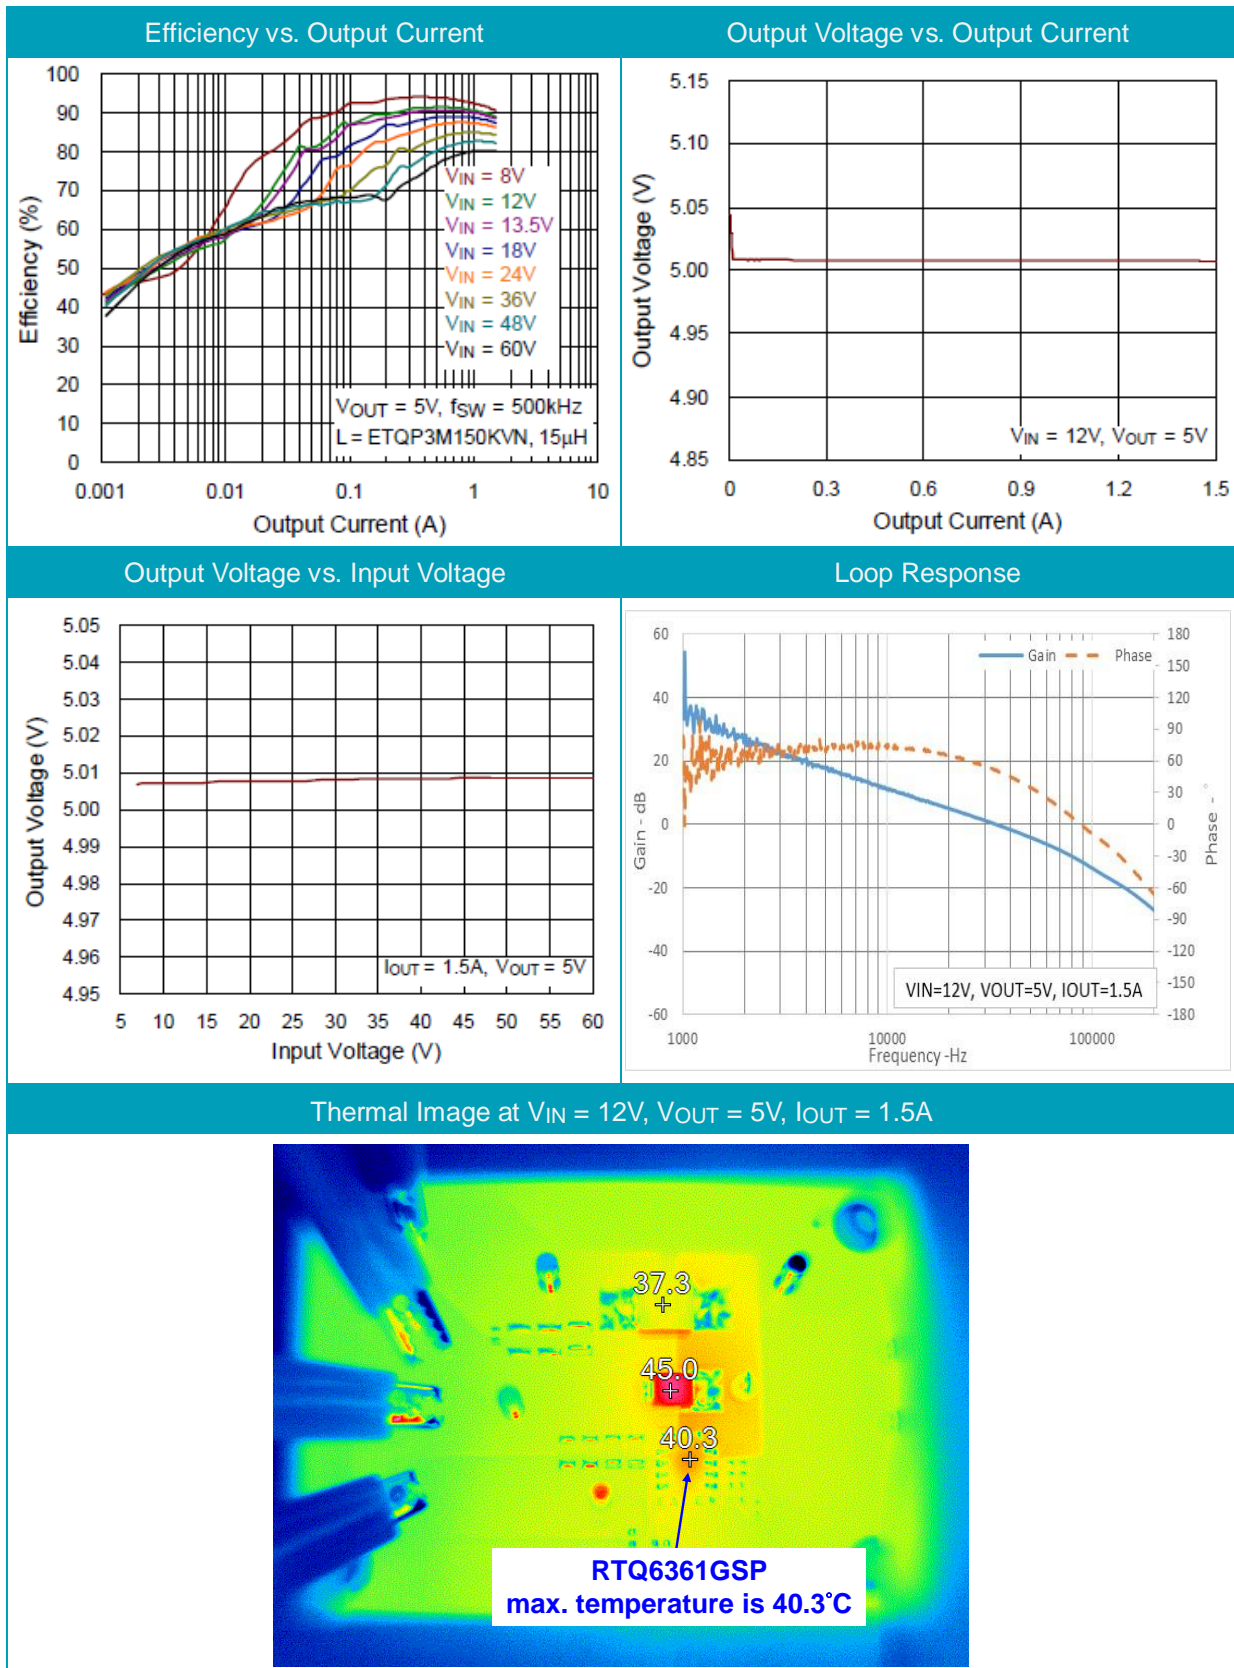 Efficiency vs. Output Current
100
90
80
70
60
50
40
30
20
10
0
Efficiency (%)
VIN = 8V
VIN = 12V
VIN = 13.5V
VIN = 18V
VIN = 24V
VIN = 36V
VIN = 48V
VIN = 60V
VOUT = 5V, fSW = 500kHz
L = ETQP3M150KVN, 15µH
0.001 0.01 0.1 1 10
Output Current (A)
Output Voltage vs. Output Current
5.15
5.10
5.05
5.00
4.95
4.90
4.85
Output Voltage (V)
VIN = 12V, VOUT = 5V
0 0.3 0.6 0.9 1.2 1.5
Output Current (A)
Output Voltage vs. Input Voltage
5.05
5.04
5.03
5.02
5.01
5.00
4.99
4.98
4.97
4.96
4.95
Output Voltage (V)
IOUT = 1.5A, VOUT = 5V
5 10 15 20 25 30 35 40 45 50 55 60
Input Voltage (V)
Loop Response
60
40
20
0
-20
-40
-60
Gain - dB
Gain Phase
180
150
120
90
60
30
0
-30
-60
-90
-120
-150
-180
Phase - °
VIN=12V, VOUT=5V, IOUT=1.5A
1000 10000 100000
Frequency -Hz
Thermal Image at VIN = 12V, VOUT = 5V, IOUT = 1.5A
37.3
45.0
40.3
RTQ6361GSP
max. temperature is 40.3°C